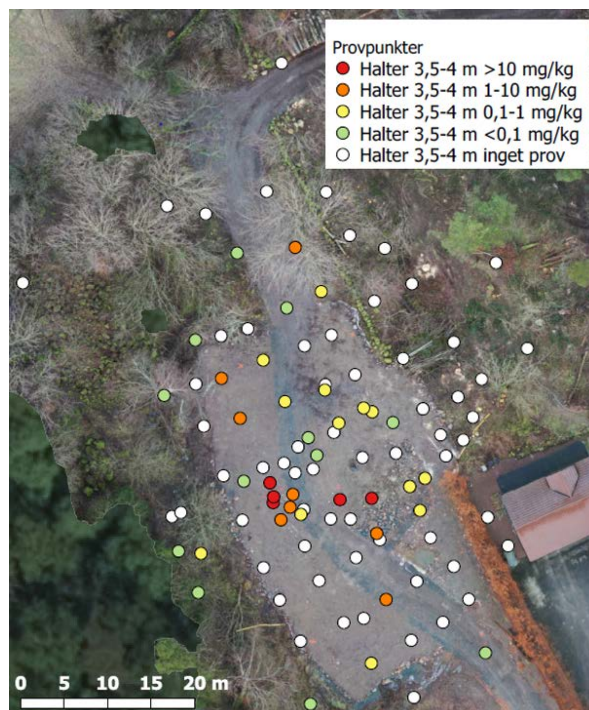 Provpunkter
Halter 3,5-4 m >10 mg/kg
Halter 3,5-4 m 1-10 mg/kg
Halter 3,5-4 m 0,1-1 mg/kg
Halter 3,5-4 m <0,1 mg/kg
Halter 3,5-4 m inget prov
0 5 10 15 20 m